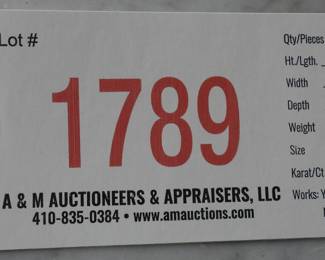 Lot #
1789
A & M AUCTIONEERS & APPRAISERS, LLC
410-835-0384 • www.amauctions.com
Qty/Pieces
Ht./Lgth.
Width
Depth
Weight
Size
Karat/Ct
Works: Y